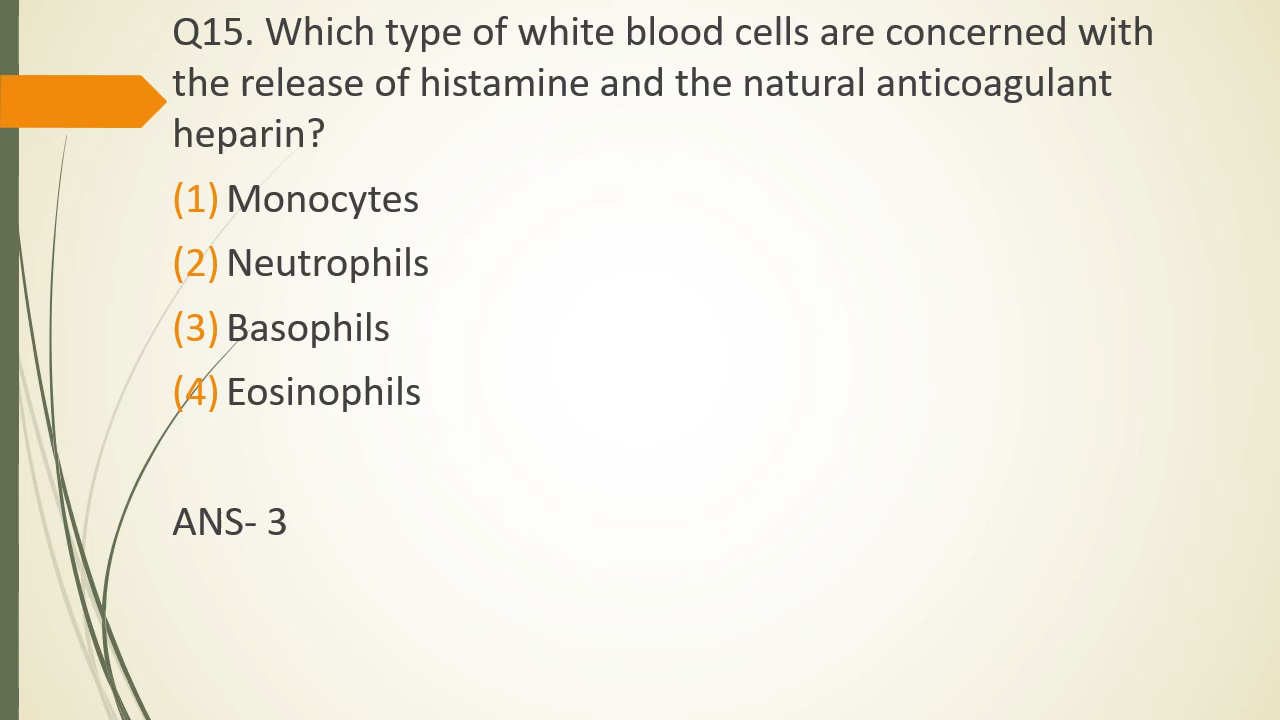 Q15. Which type of white blood cells are concerned with
the release of histamine and the natural anticoagulant
heparin?
(1) Monocytes
(2) Neutrophils
(3) Basophils
(4) Eosinophils
ANS- 3